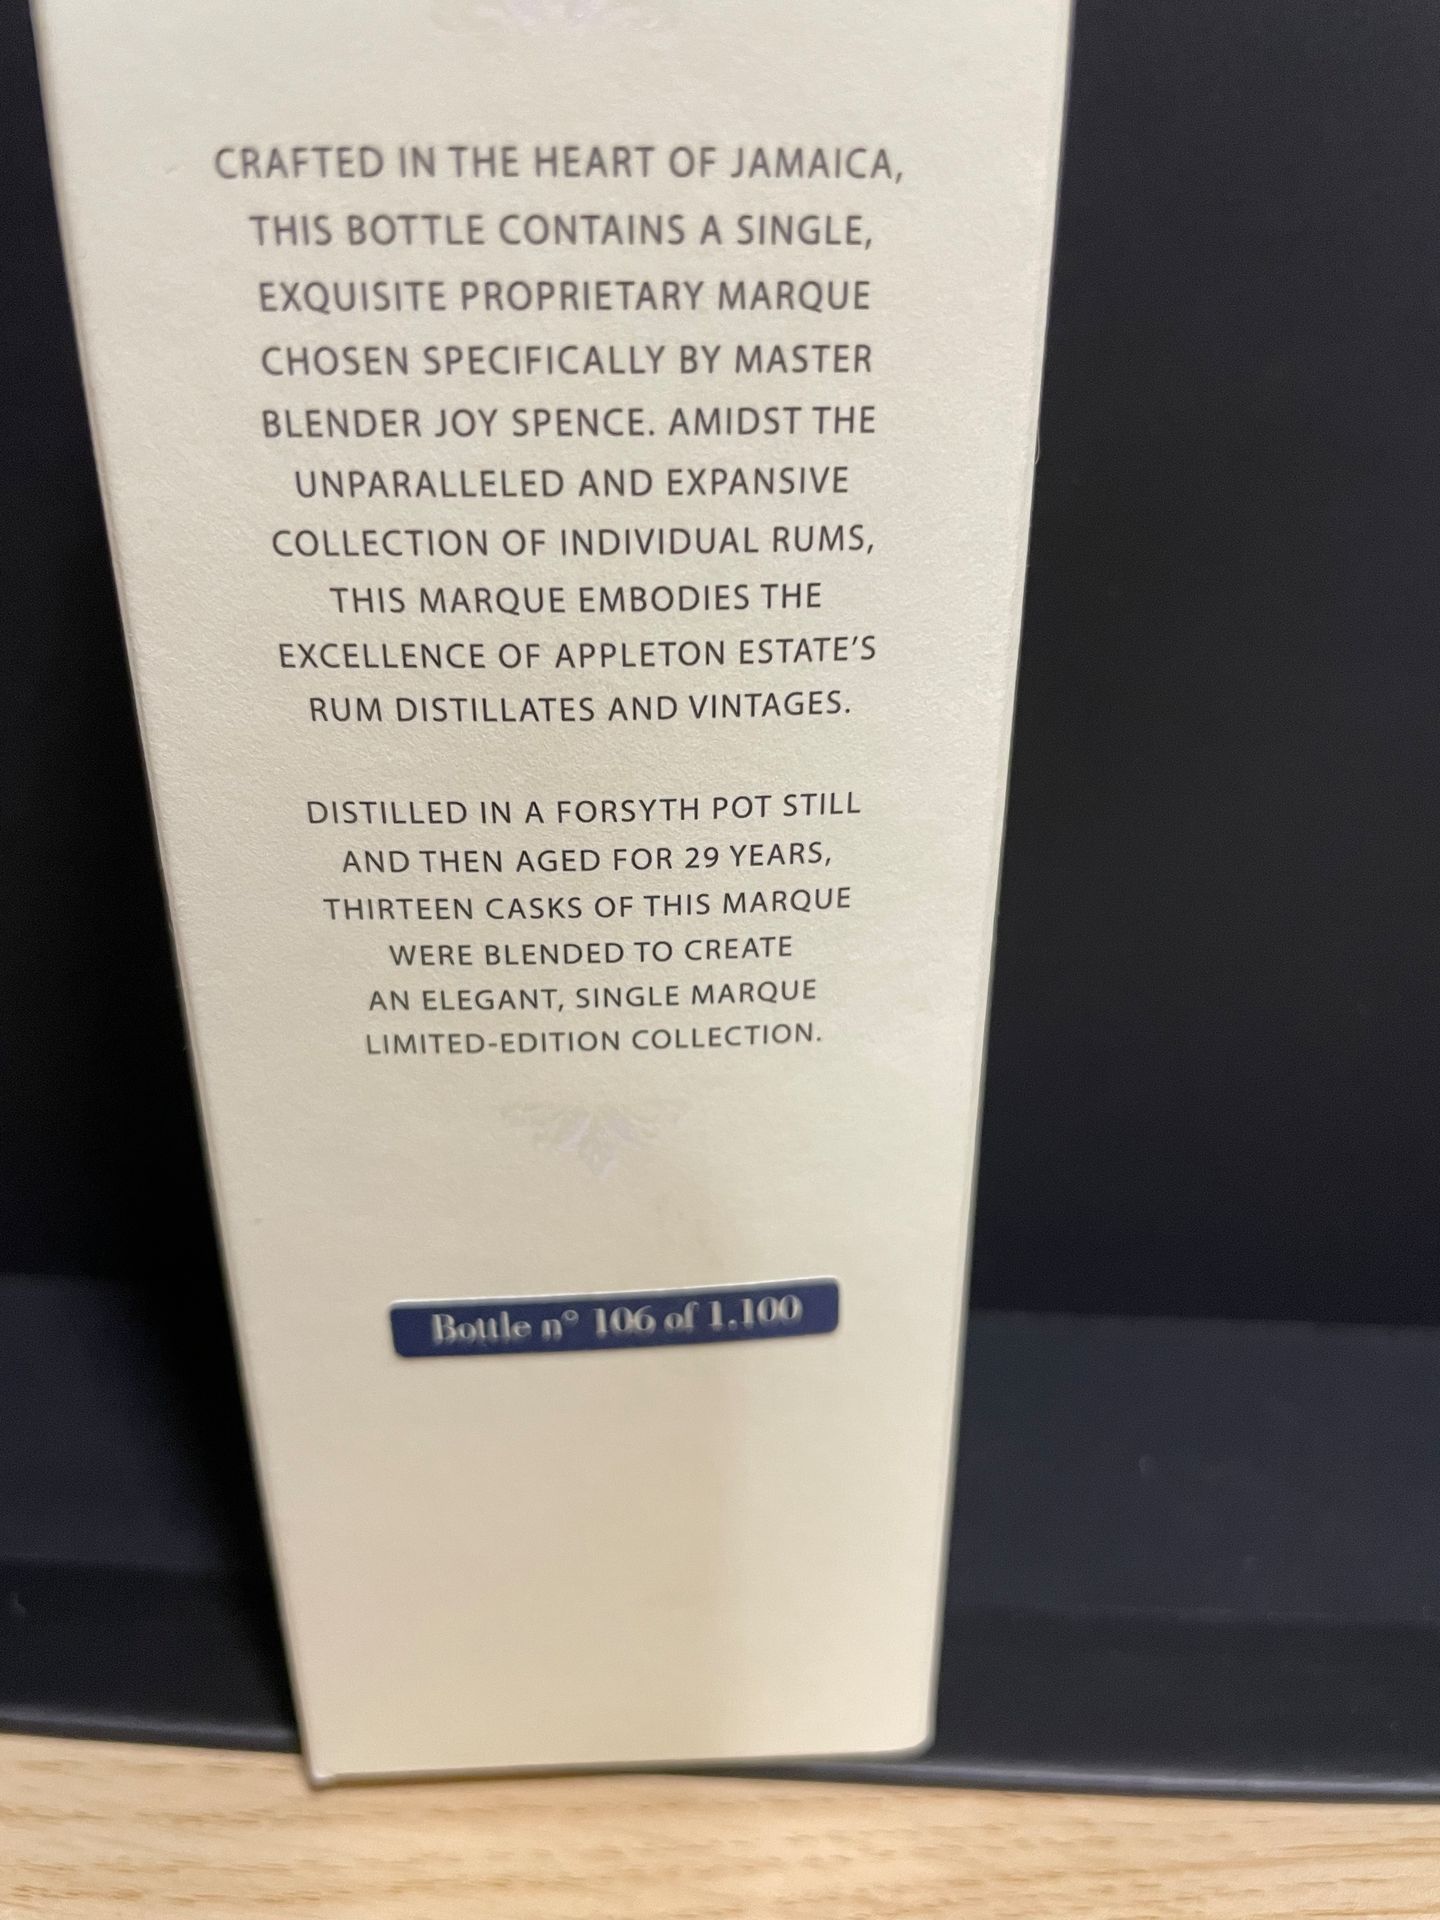 CRAFTED IN THE HEART OF JAMAICA,
THIS BOTTLE CONTAINS A SINGLE,
EXQUISITE PROPRIETARY MARQUE
CHOSEN SPECIFICALLY BY MASTER
BLENDER JOY SPENCE. AMIDST THE
UNPARALLELED AND EXPANSIVE
COLLECTION OF INDIVIDUAL RUMS,
THIS MARQUE EMBODIES THE
EXCELLENCE OF APPLETON ESTATE’S
RUM DISTILLATES AND VINTAGES.
DISTILLED IN A FORSYTH POT STILL
AND THEN AGED FOR 29 YEARS,
THIRTEEN CASKS OF THIS MARQUE
WERE BLENDED TO CREATE
AN ELEGANT, SINGLE MARQUE
LIMITED-EDITION COLLECTION.
Bottle n° 106 of 1.100